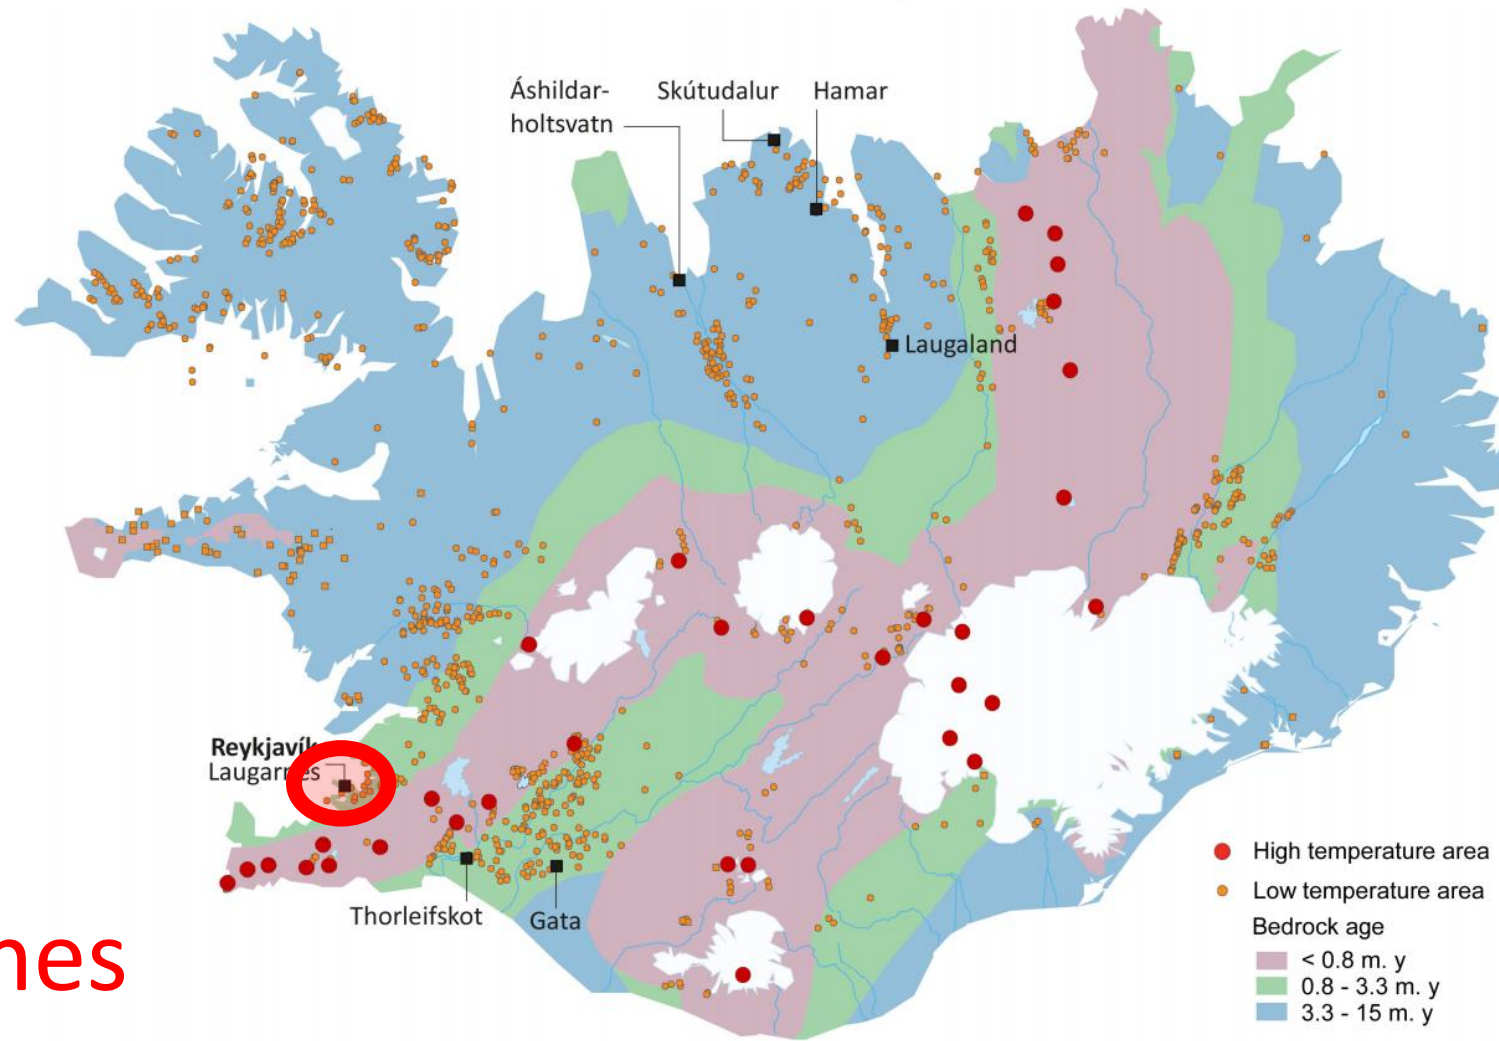 Áshildar-
holtsvatn
Skútudalur
Hamar
Laugaland
Reykjavík
Laugarnes
Thorleifskot
Gata
nes
High temperature area
Low temperature area
Bedrock age
< 0.8 m. y
0.8 - 3.3 m. y
3.3 - 15 m. y